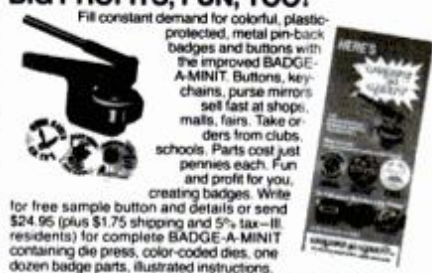 BIG PROFITS, FUN, TOO!
Fill constant demand for colorful, plastic-
protected, metal pin-back
badges and buttons with
the improved BADGE-
A-MINIT. Buttons, key-
chains, purse mirrors
sell fast at shops,
malls, fairs. Take or-
ders from clubs,
schools. Parts cost just
pennies each. Fun
and profit for you,
creating badges. Write
for free sample button and details or send
$24.95 (plus $1.75 shipping and 5% tax—Ill.
residents) for complete BADGE-A-MINIT
containing die press, color-coded dies, one
dozen badge parts, illustrated instructions.
HERE'S